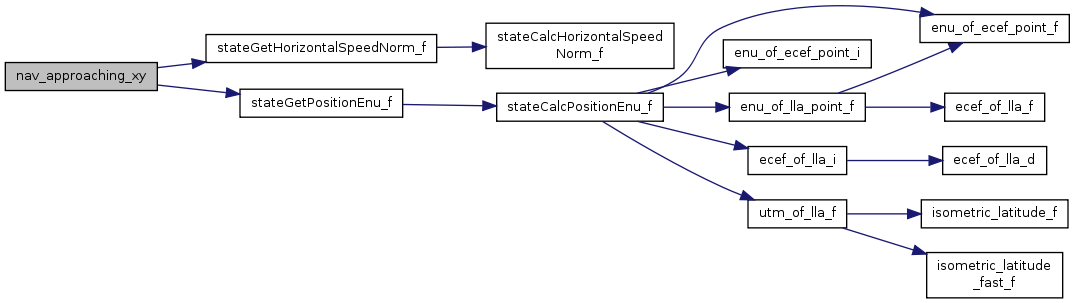 nav_approaching_xy
stateGetHorizontalSpeedNorm_f
stateCalcHorizontalSpeed
Norm_f
stateGetPositionEnu_f
stateCalcPositionEnu_f
enu_of_ecef_point_f
enu_of_ecef_point_i
enu_of_lla_point_f
ecef_of_lla_f
ecef_of_lla_i
ecef_of_lla_d
utm_of_lla_f
isometric_latitude_f
isometric_latitude
_fast_f